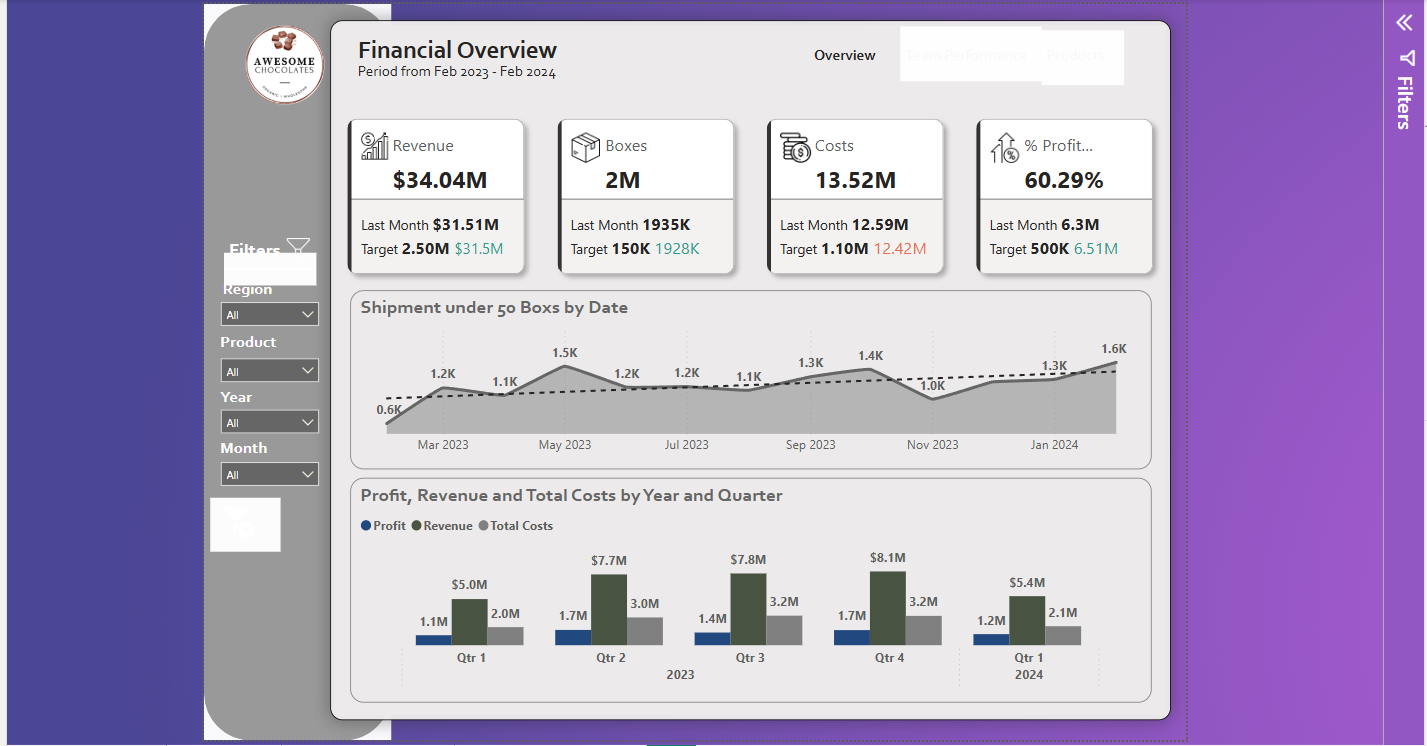 AWESOME
CHOCOLATES
ORGANIC • WHOLESOME
Financial Overview
Period from Feb 2023 - Feb 2024
Overview
Team Performance
Products
Filters
Revenue
$34.04M
Last Month $31.51M
Target 2.50M $31.5M
Boxes
2M
Last Month 1935K
Target 150K 1928K
Costs
13.52M
Last Month 12.59M
Target 1.10M 12.42M
% Profit...
60.29%
Last Month 6.3M
Target 500K 6.51M
Filters
Region
All
Product
All
Year
All
Month
All
Shipment under 50 Boxs by Date
0.6K
1.2K
1.1K
1.5K
1.2K
1.2K
1.1K
1.3K
1.4K
1.0K
1.3K
1.6K
Mar 2023
May 2023
Jul 2023
Sep 2023
Nov 2023
Jan 2024
Profit, Revenue and Total Costs by Year and Quarter
Profit Revenue Total Costs
1.1M
$5.0M
2.0M
1.7M
$7.7M
3.0M
1.4M
$7.8M
3.2M
1.7M
$8.1M
3.2M
1.2M
$5.4M
2.1M
Qtr 1
Qtr 2
Qtr 3
Qtr 4
Qtr 1
2023
2024